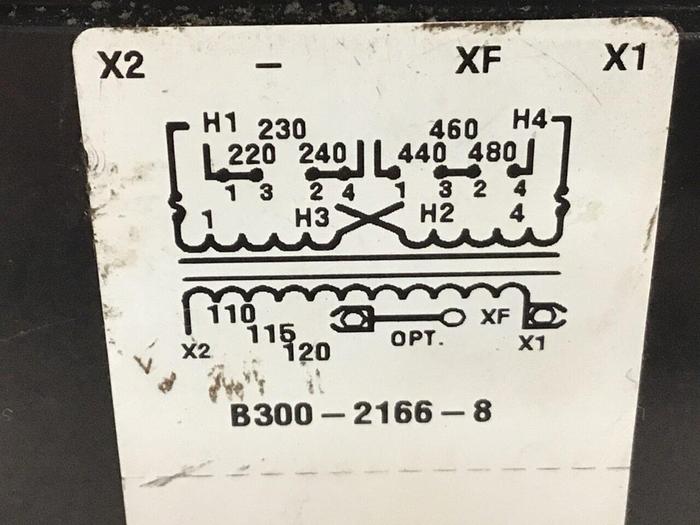 X2 – XF X1
H1 230 460 H4
220 240 440 480
1 3 2 4 1 3 2 4
1 H3 H2 4
110 XF
115 OPT. X1
X2 120
B300–2166–8